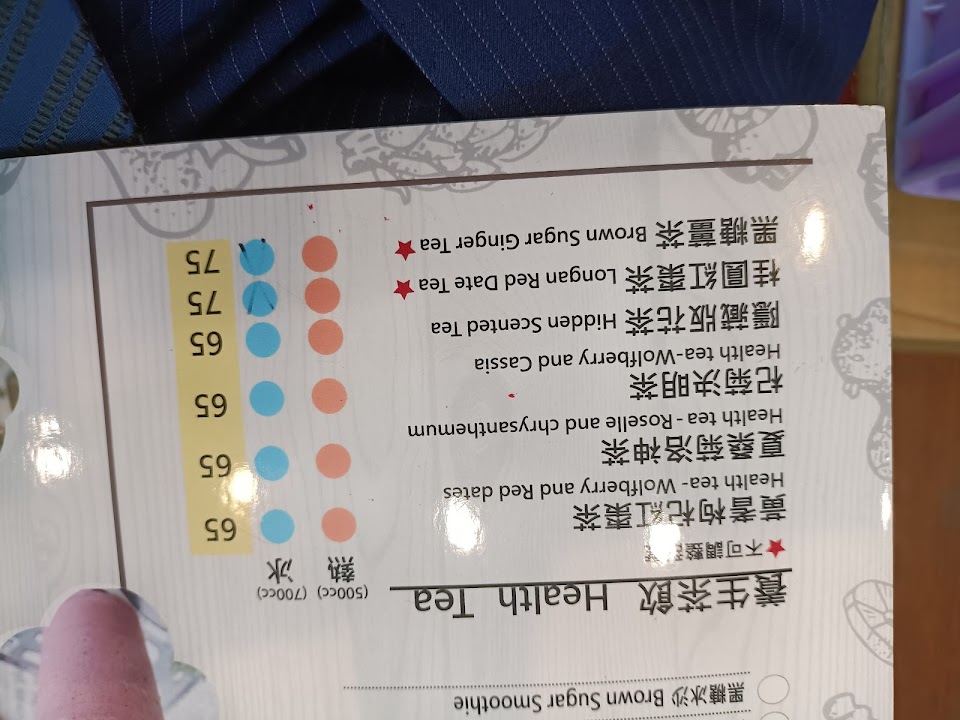 黑糖冰沙 Brown Sugar Smoothie
養生茶飲 Health Tea
(500cc) (700cc)
熱 冰
★不可調整
黃耆枸杞紅棗茶 65
Health tea- Wolfberry and Red dates
夏桑菊洛神茶 65
Health tea - Roselle and chrysanthemum
杞菊決明茶 65
Health tea-Wolfberry and Cassia
隱藏版花茶 Hidden Scented Tea 65
桂圓紅棗茶 Longan Red Date Tea ★ 75
黑糖薑茶 Brown Sugar Ginger Tea ★ 75